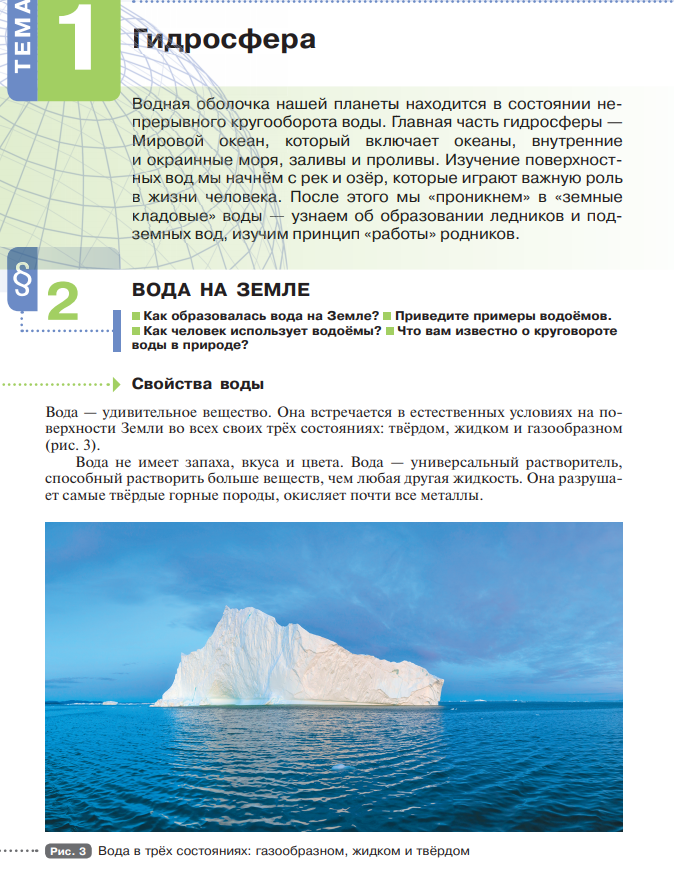 ТЕМА
1
Гидросфера
Водная оболочка нашей планеты находится в состоянии не-
прерывного кругооборота воды. Главная часть гидросферы —
Мировой океан, который включает океаны, внутренние
и окраинные моря, заливы и проливы. Изучение поверхност-
ных вод мы начнём с рек и озёр, которые играют важную роль
в жизни человека. После этого мы «проникнем» в «земные
кладовые» воды — узнаем об образовании ледников и под-
земных вод, изучим принцип «работы» родников.
§ 2
ВОДА НА ЗЕМЛЕ
Как образовалась вода на Земле? Приведите примеры водоёмов.
Как человек использует водоёмы? Что вам известно о круговороте
воды в природе?
Свойства воды
Вода — удивительное вещество. Она встречается в естественных условиях на по-
верхности Земли во всех своих трёх состояниях: твёрдом, жидком и газообразном
(рис. 3).
Вода не имеет запаха, вкуса и цвета. Вода — универсальный растворитель,
способный растворить больше веществ, чем любая другая жидкость. Она разруша-
ет самые твёрдые горные породы, окисляет почти все металлы.
Рис. 3 Вода в трёх состояниях: газообразном, жидком и твёрдом